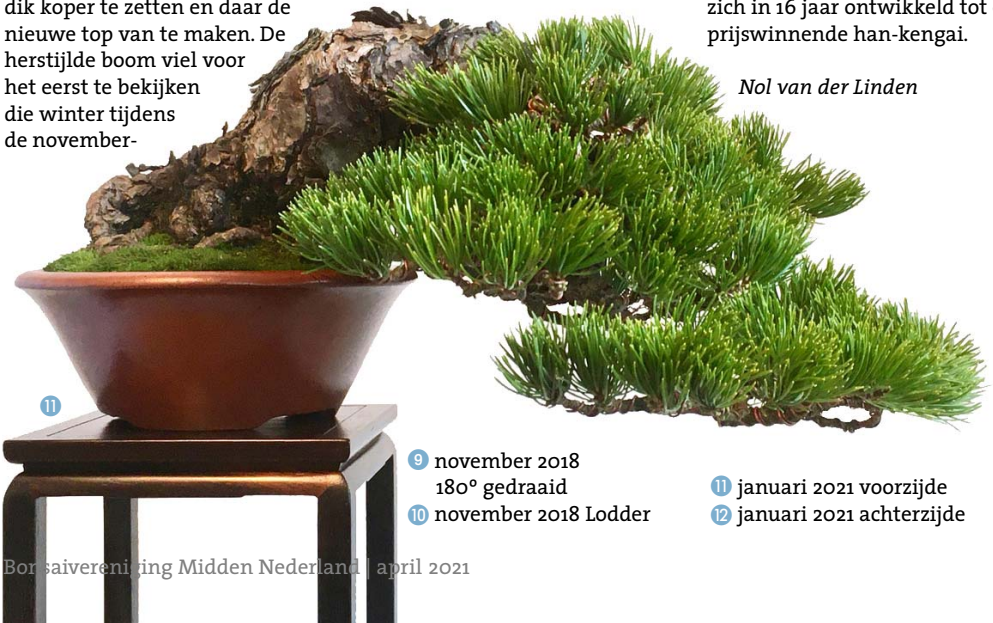 dik koper te zetten en daar de
nieuwe top van te maken. De
herstijlde boom viel voor
het eerst te bekijken
die winter tijdens
de november-
zich in 16 jaar ontwikkeld tot
prijswinnende han-kengai.
Nol van der Linden
11
9 november 2018
180° gedraaid
10 november 2018 Lodder
11 januari 2021 voorzijde
12 januari 2021 achterzijde
Bonsaivereniging Midden Nederland | april 2021